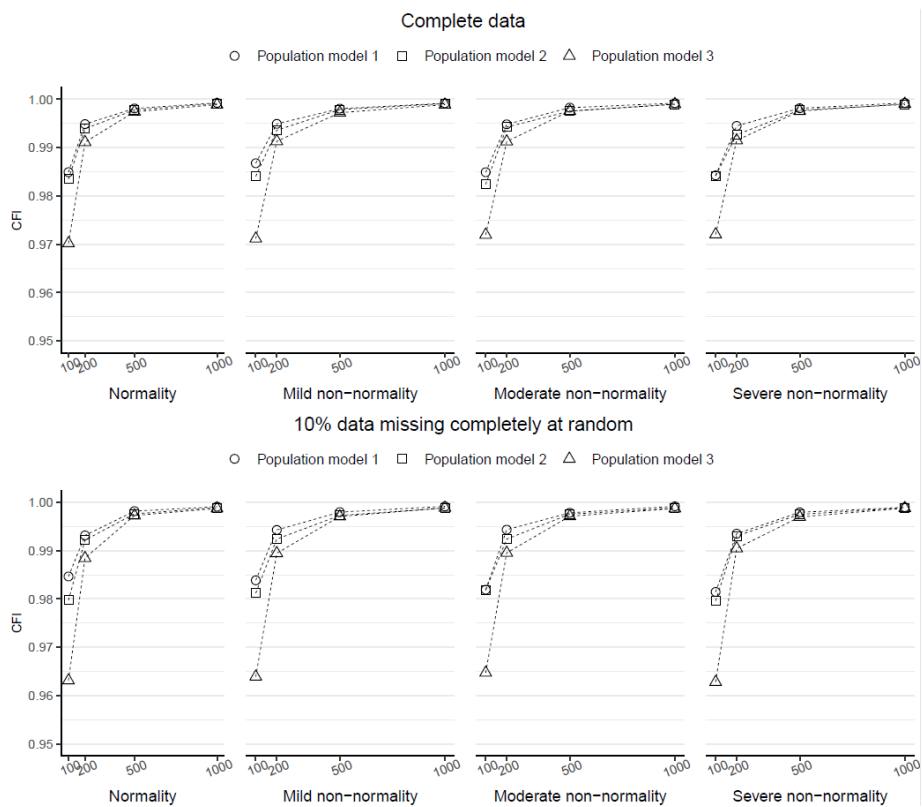 Complete data
Population model 1 Population model 2 Population model 3
1.00
0.99
0.98
0.97
0.96
0.95
CFI
100 200 500 1000 100 200 500 1000 100 200 500 1000 100 200 500 1000
Normality Mild non−normality Moderate non−normality Severe non−normality
10% data missing completely at random
Population model 1 Population model 2 Population model 3
1.00
0.99
0.98
0.97
0.96
0.95
CFI
100 200 500 1000 100 200 500 1000 100 200 500 1000 100 200 500 1000
Normality Mild non−normality Moderate non−normality Severe non−normality